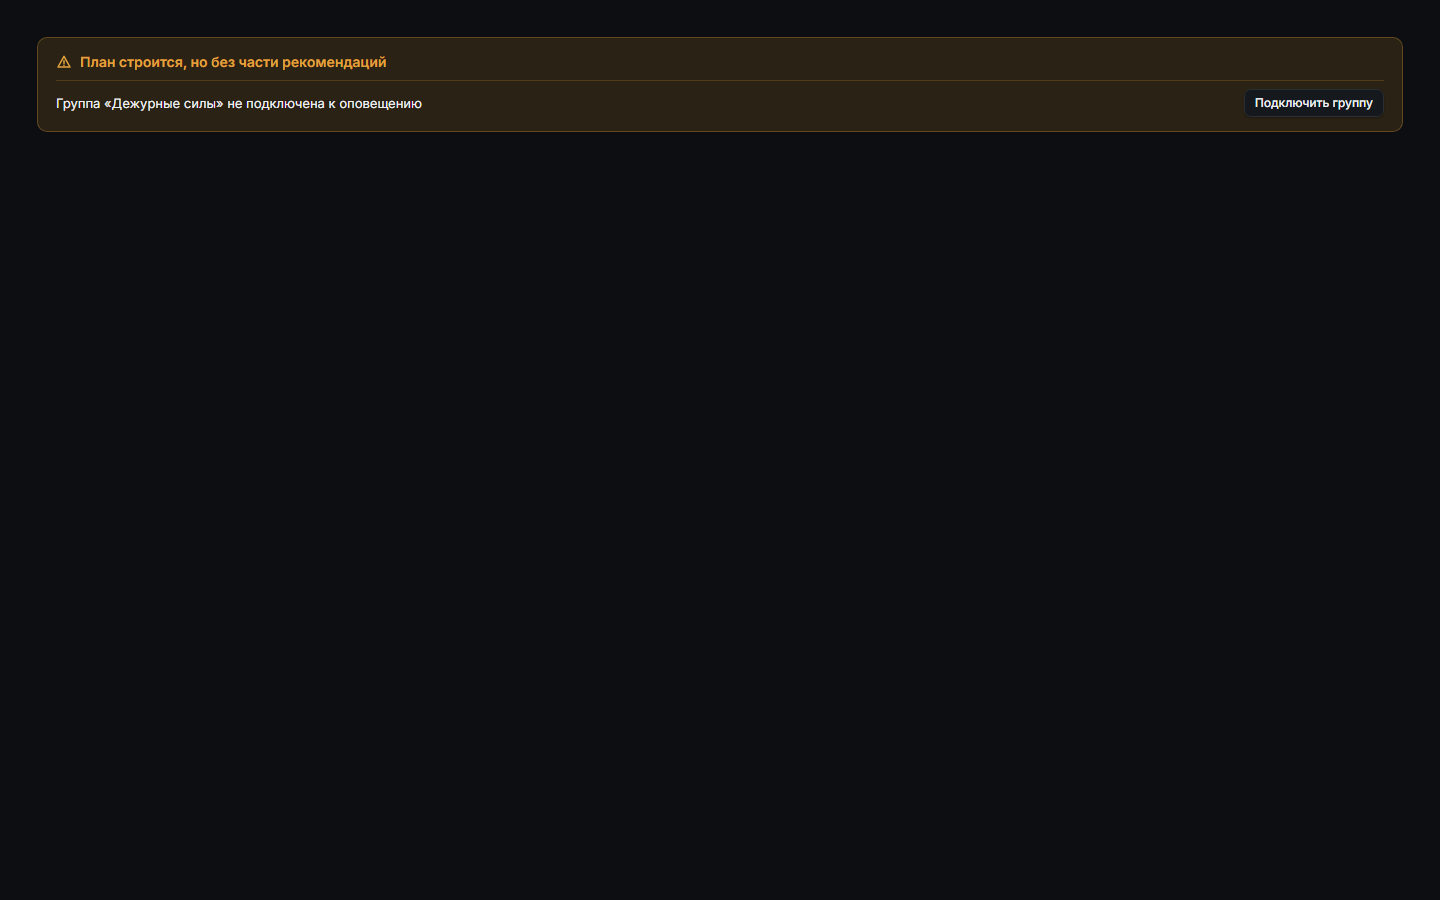 План строится, но без части рекомендаций
Группа «Дежурные силы» не подключена к оповещению
Подключить группу